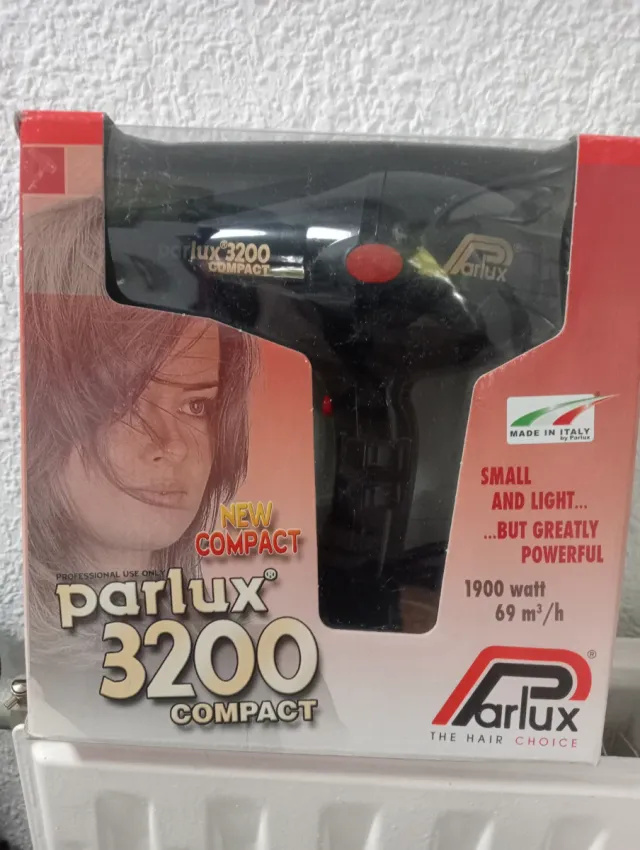 parlux®3200
COMPACT
Parlux
MADE IN ITALY
by Parlux
SMALL
AND LIGHT...
...BUT GREATLY
POWERFUL
1900 watt
69 m³/h
NEW
COMPACT
PROFESSIONAL USE ONLY
parlux®
3200
COMPACT
Parlux®
THE HAIR CHOICE